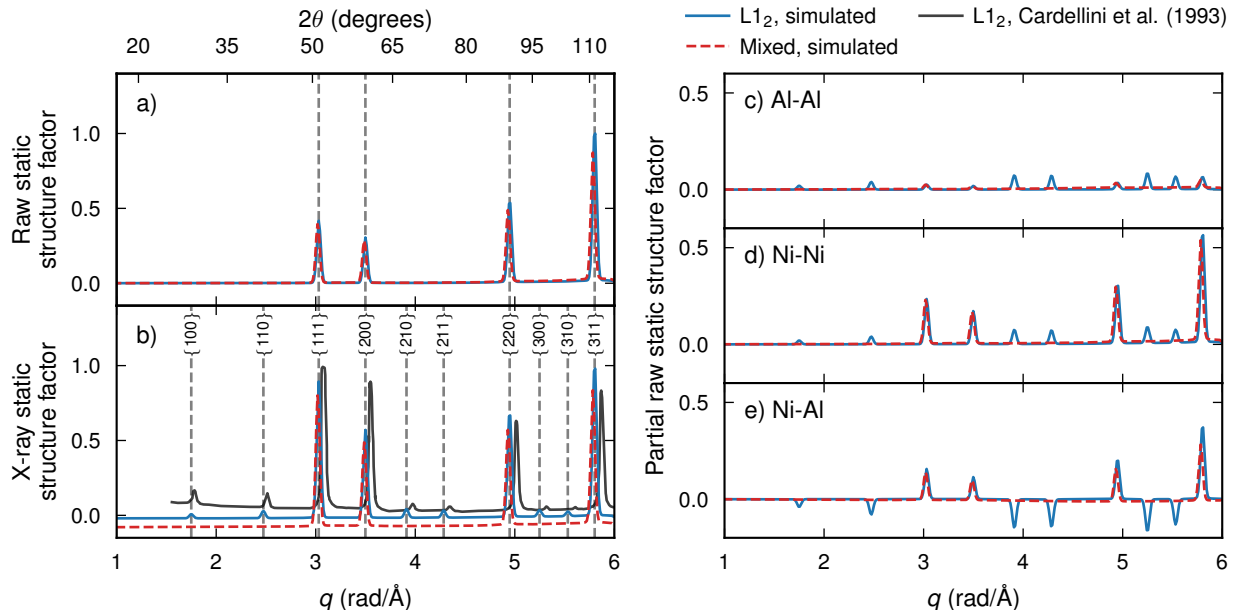 2θ (degrees)
20 35 50 60 75 90 95 110
L1₂, simulated
L1₂, Cardellini et al. (1993)
Mixed, simulated
a)
Raw static
structure factor
1.0
0.5
0.0
b)
{100} {110} {111} {200} {210} {211} {220} {300} {310} {311}
X-ray static
structure factor
1.0
0.5
0.0
1 2 3 4 5 6
q (rad/Å)
Partial raw static structure factor
c) Al-Al
0.5
0.0
d) Ni-Ni
0.5
0.0
e) Ni-Al
0.5
0.0
1 2 3 4 5 6
q (rad/Å)